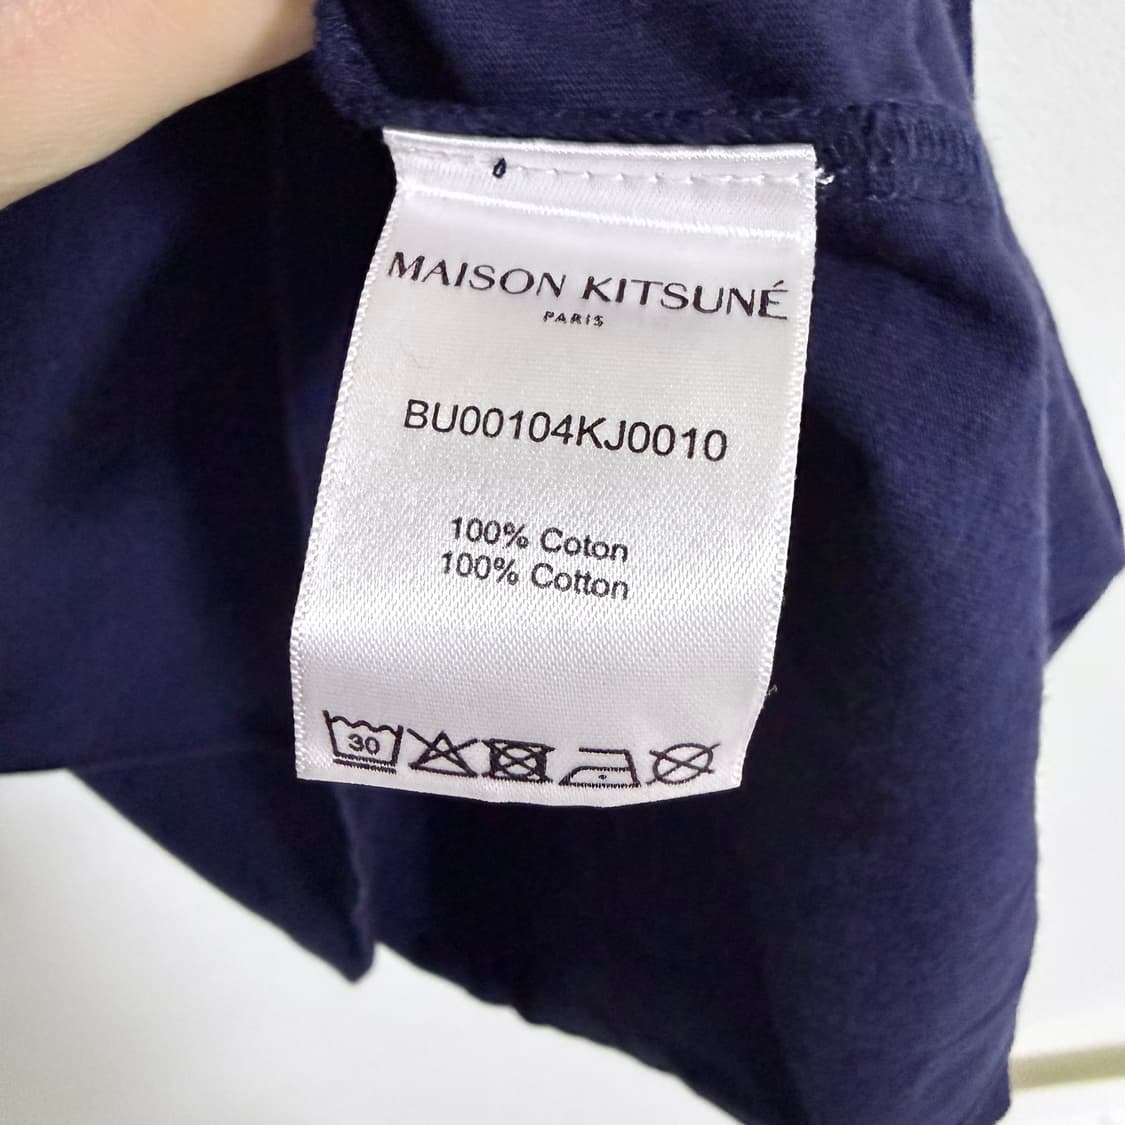 MAISON KITSUNÉ
PARIS
BU00104KJ0010
100% Coton
100% Cotton
30